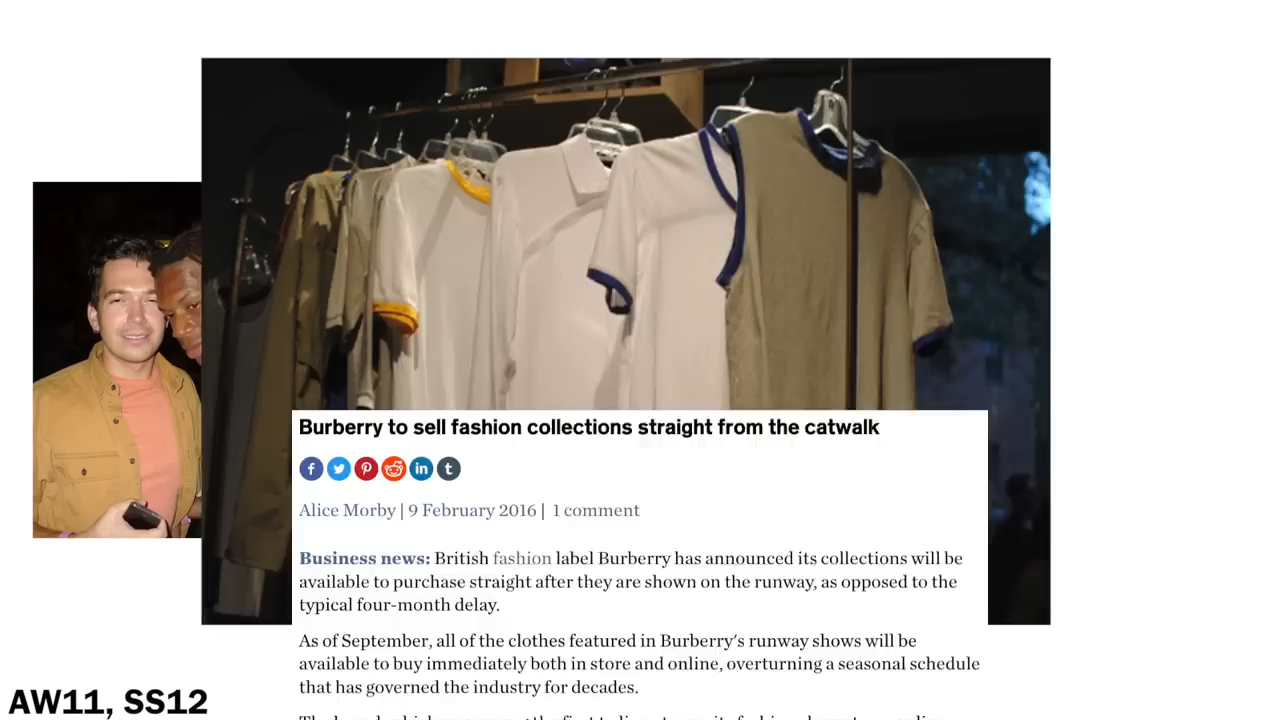 Burberry to sell fashion collections straight from the catwalk
Alice Morby | 9 February 2016 | 1 comment
Business news: British fashion label Burberry has announced its collections will be
available to purchase straight after they are shown on the runway, as opposed to the
typical four-month delay.
As of September, all of the clothes featured in Burberry's runway shows will be
available to buy immediately both in store and online, overturning a seasonal schedule
that has governed the industry for decades.
AW11, SS12